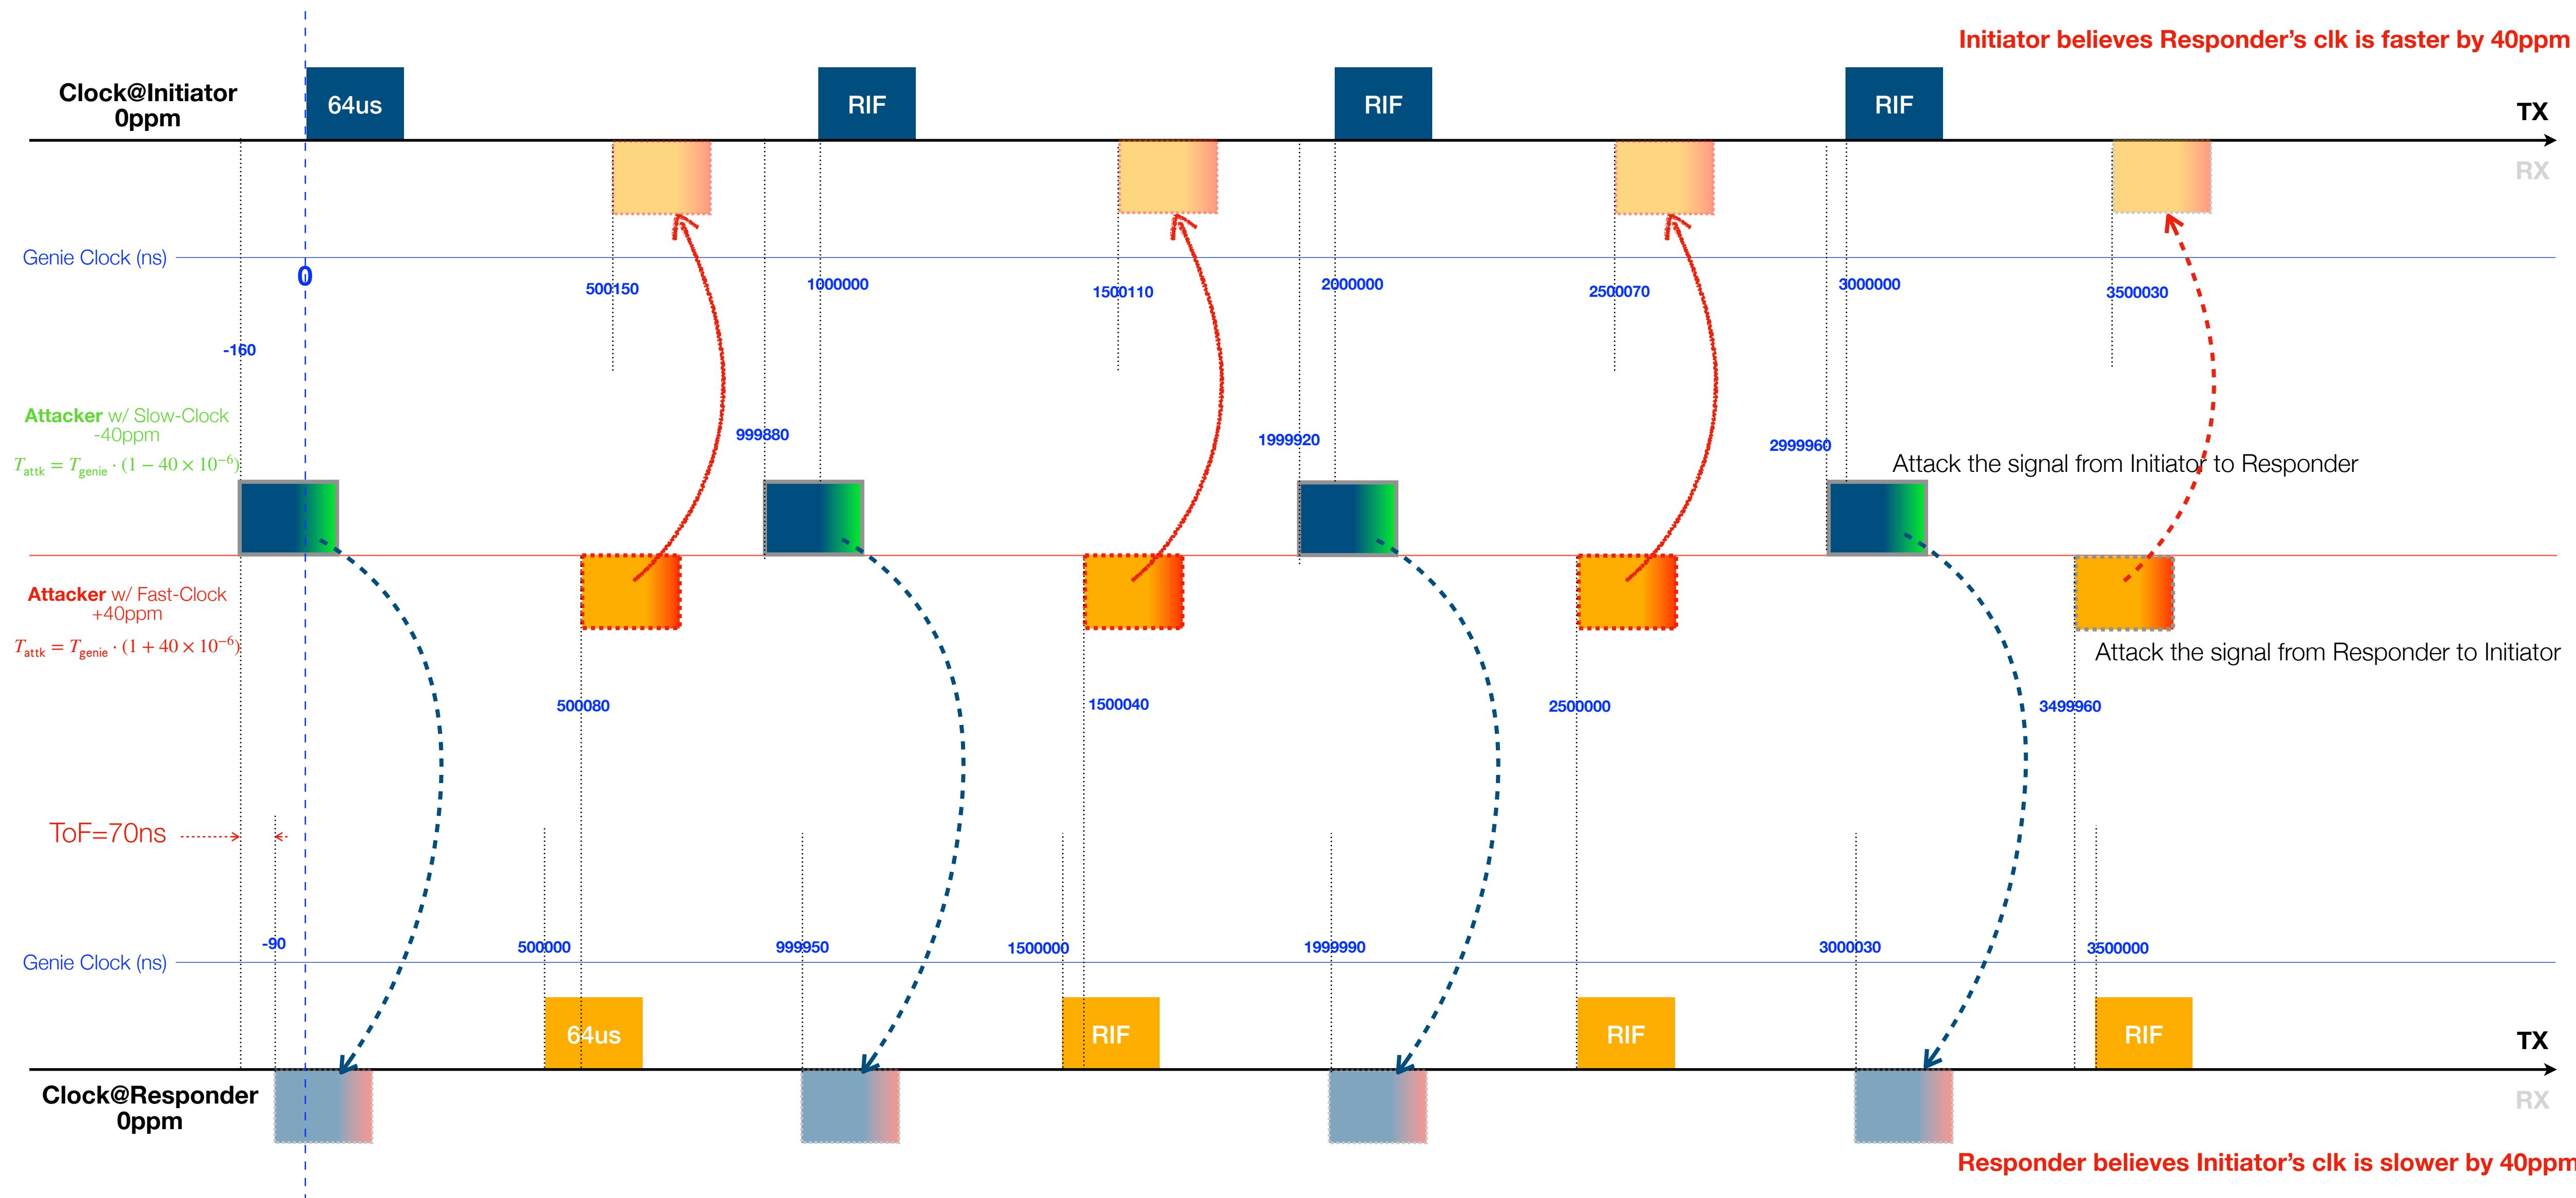 Initiator believes Responder's clk is faster by 40ppm
Clock@Initiator
0ppm
64us
RIF
RIF
RIF
TX
RX
Genie Clock (ns)
0
500150
1000000
1500110
2000000
2500070
3000000
3500030
-160
Attacker w/ Slow-Clock
-40ppm
T_attk = T_genie · (1 − 40 × 10⁻⁶)
999880
1999920
2999960
Attack the signal from Initiator to Responder
Attacker w/ Fast-Clock
+40ppm
T_attk = T_genie · (1 + 40 × 10⁻⁶)
Attack the signal from Responder to Initiator
500080
1500040
2500000
3499960
ToF=70ns
-90
500000
999950
1500000
1999990
3000030
3500000
Genie Clock (ns)
64us
RIF
RIF
RIF
TX
Clock@Responder
0ppm
RX
Responder believes Initiator's clk is slower by 40ppm